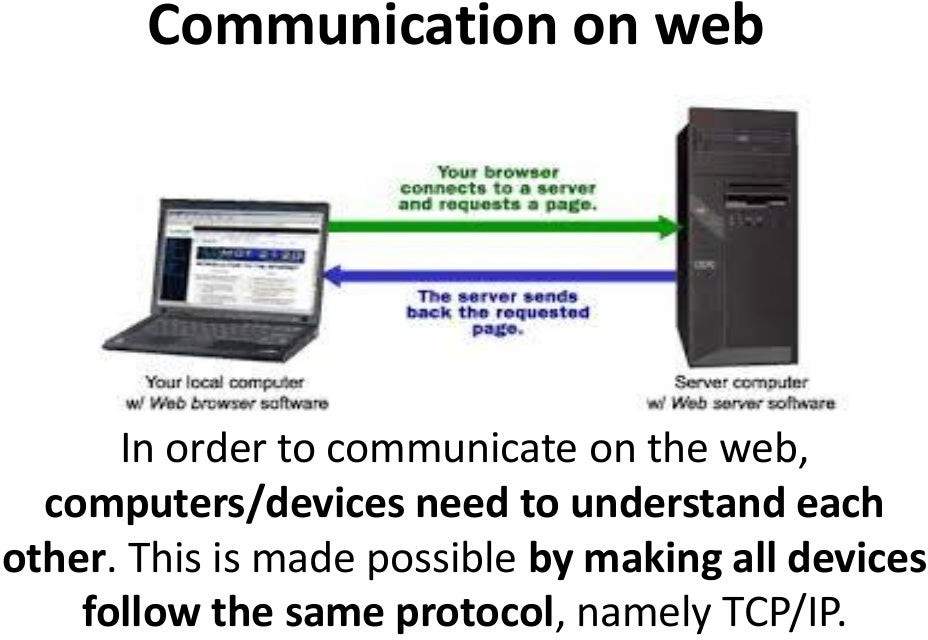 Communication on web
Your browser
connects to a server
and requests a page.
The server sends
back the requested
page.
Your local computer
w/ Web browser software
Server computer
w/ Web server software
In order to communicate on the web,
computers/devices need to understand each
other. This is made possible by making all devices
follow the same protocol, namely TCP/IP.